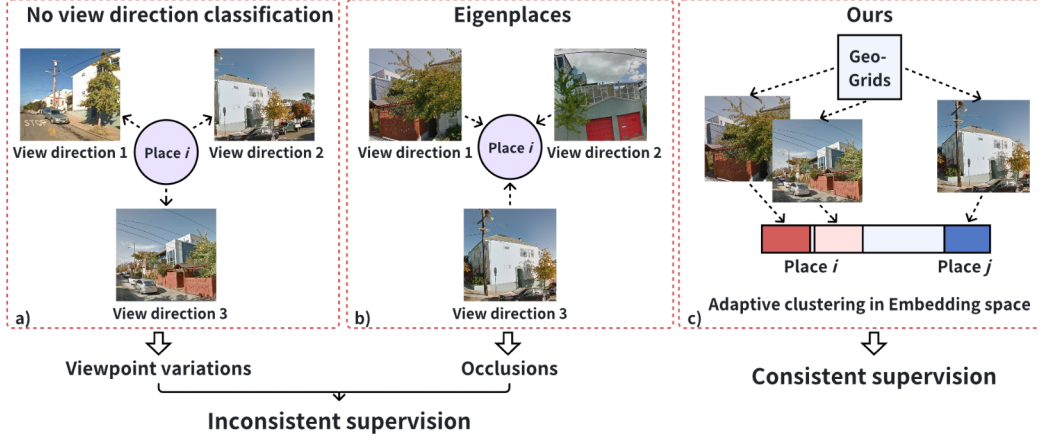 No view direction classification
View direction 1
View direction 2
Place i
View direction 3
a)
Eigenplaces
View direction 1
Place i
View direction 2
View direction 3
b)
Ours
Geo-
Grids
Place i
Place j
Adaptive clustering in Embedding space
c)
Viewpoint variations
Occlusions
Inconsistent supervision
Consistent supervision
STOP